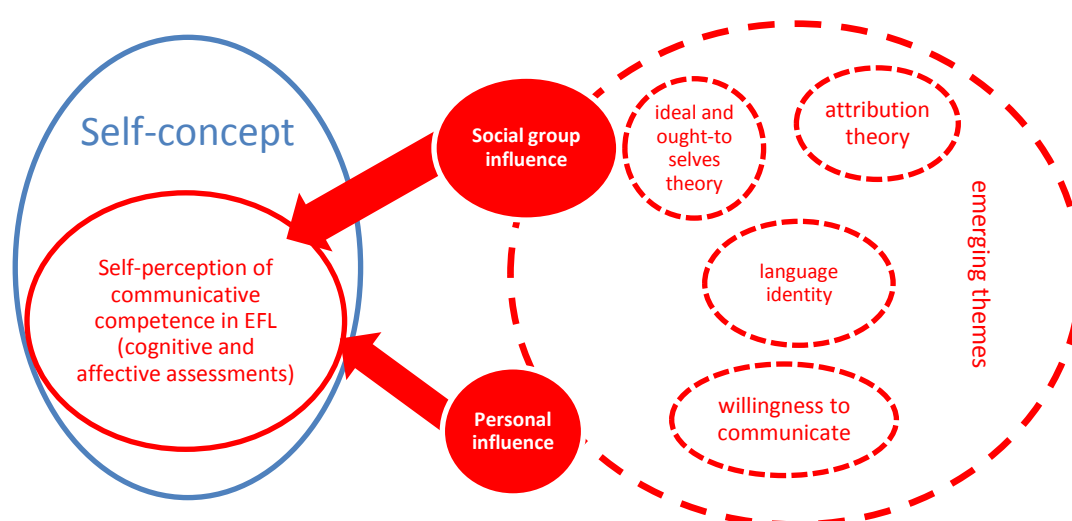 Self-concept
Self-perception of
communicative
competence in EFL
(cognitive and
affective assessments)
Social group
influence
Personal
influence
ideal and
ought-to
selves
theory
attribution
theory
language
identity
willingness to
communicate
emerging themes